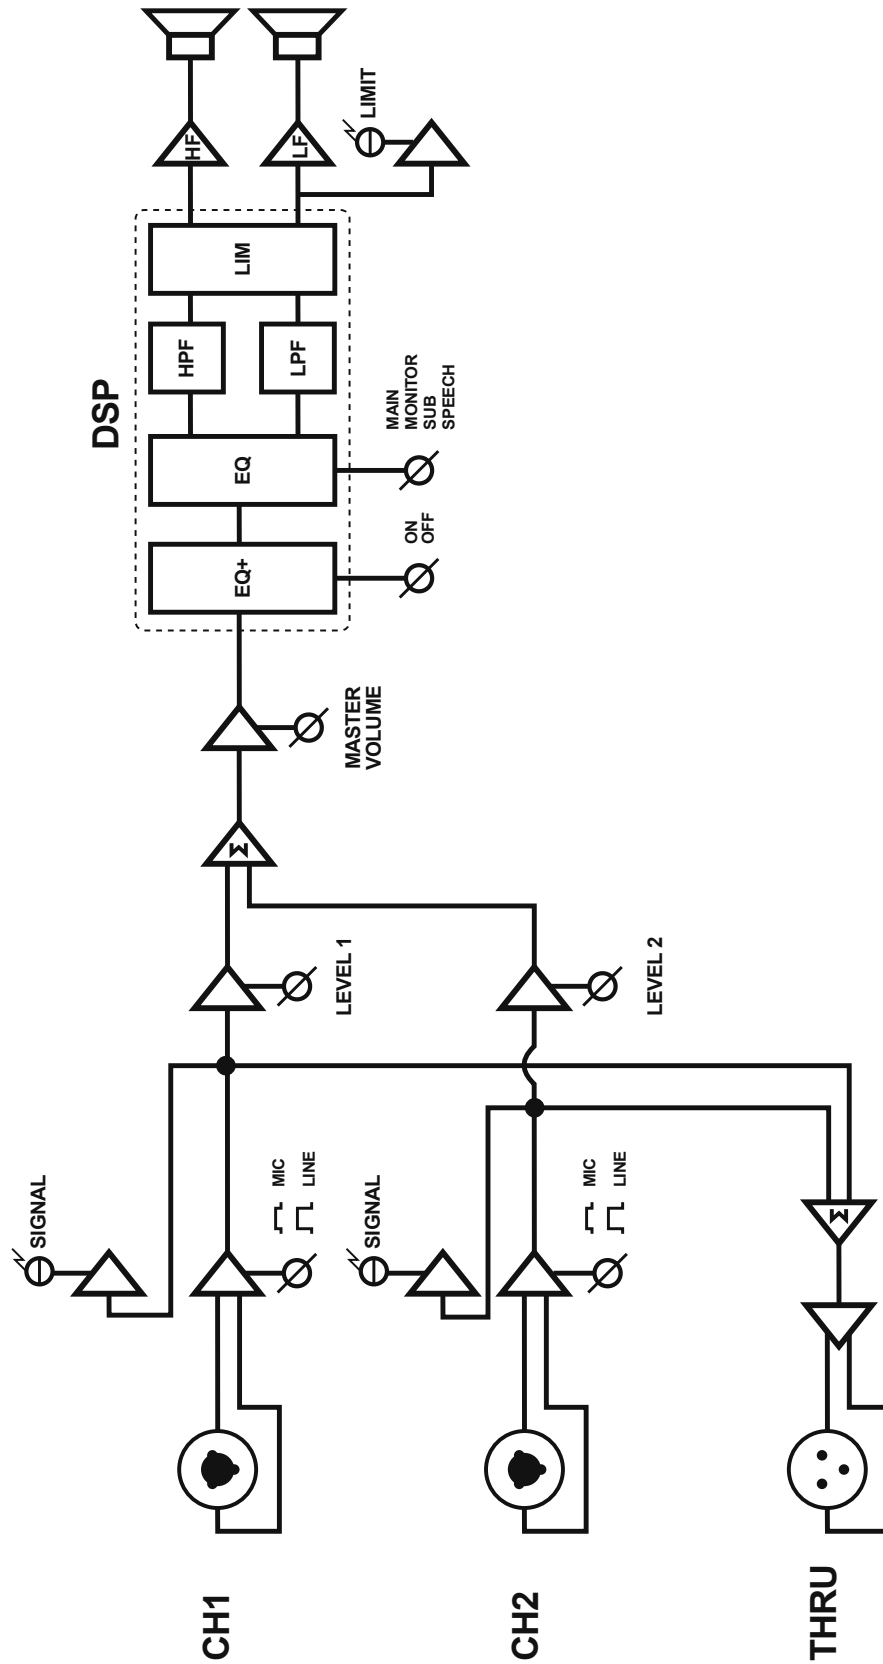 CH1
SIGNAL
MIC
LINE
LEVEL 1
Σ
MASTER
VOLUME
DSP
EQ+
ON
OFF
EQ
MAIN
MONITOR
SUB
SPEECH
HPF
LPF
LIM
HF
LF
LIMIT
CH2
SIGNAL
MIC
LINE
LEVEL 2
THRU
Σ